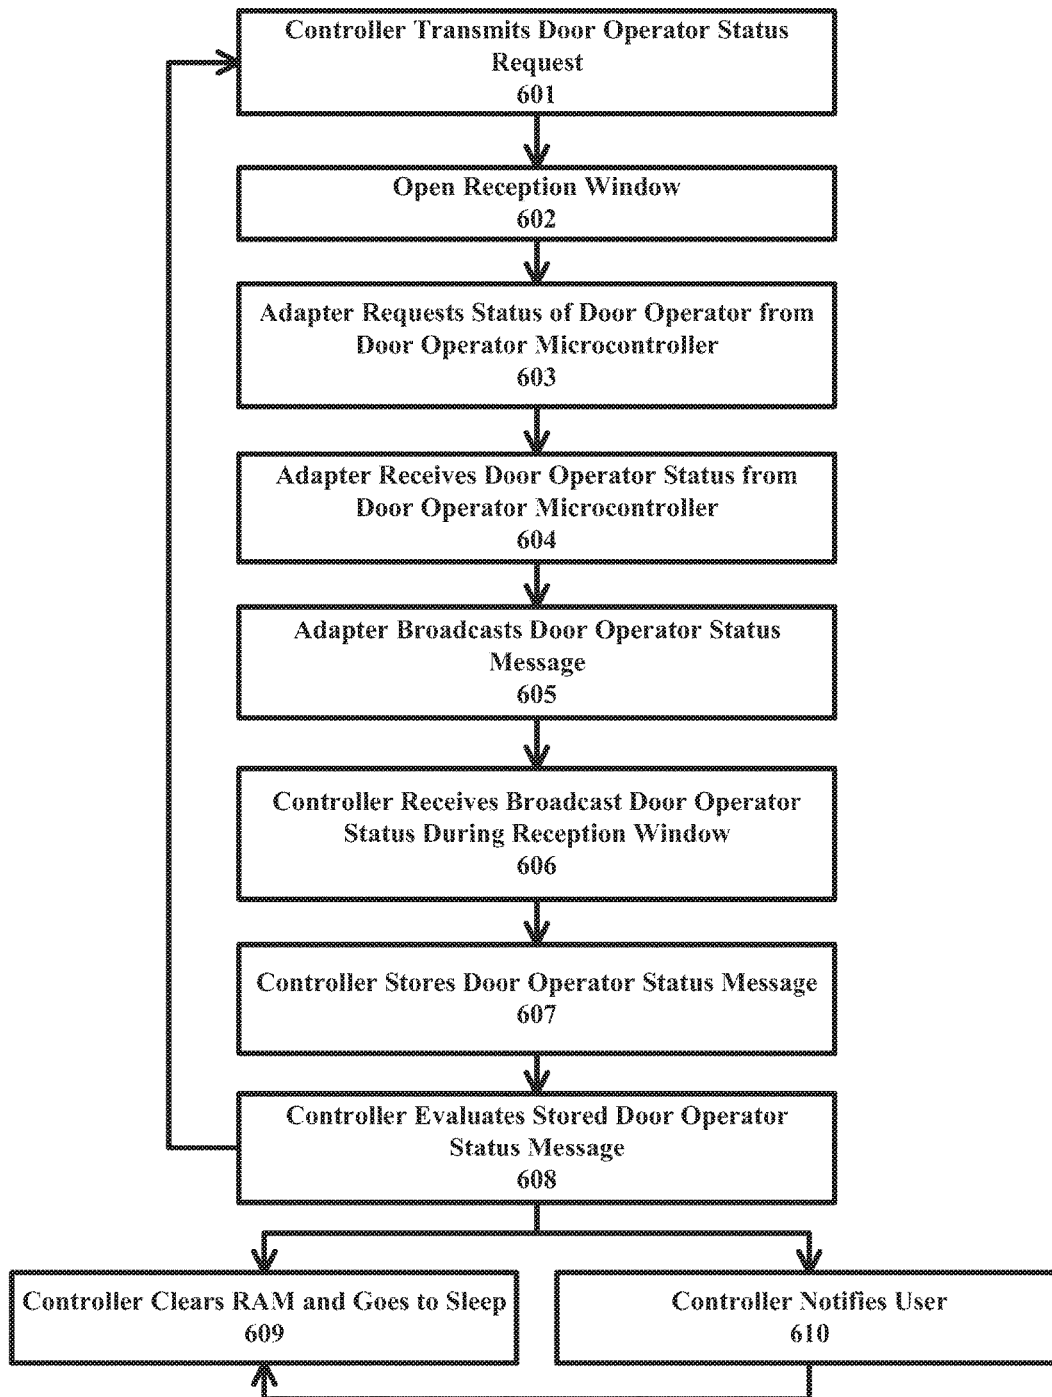 Controller Transmits Door Operator Status
Request
601
Open Reception Window
602
Adapter Requests Status of Door Operator from
Door Operator Microcontroller
603
Adapter Receives Door Operator Status from
Door Operator Microcontroller
604
Adapter Broadcasts Door Operator Status
Message
605
Controller Receives Broadcast Door Operator
Status During Reception Window
606
Controller Stores Door Operator Status Message
607
Controller Evaluates Stored Door Operator
Status Message
608
Controller Clears RAM and Goes to Sleep
609
Controller Notifies User
610